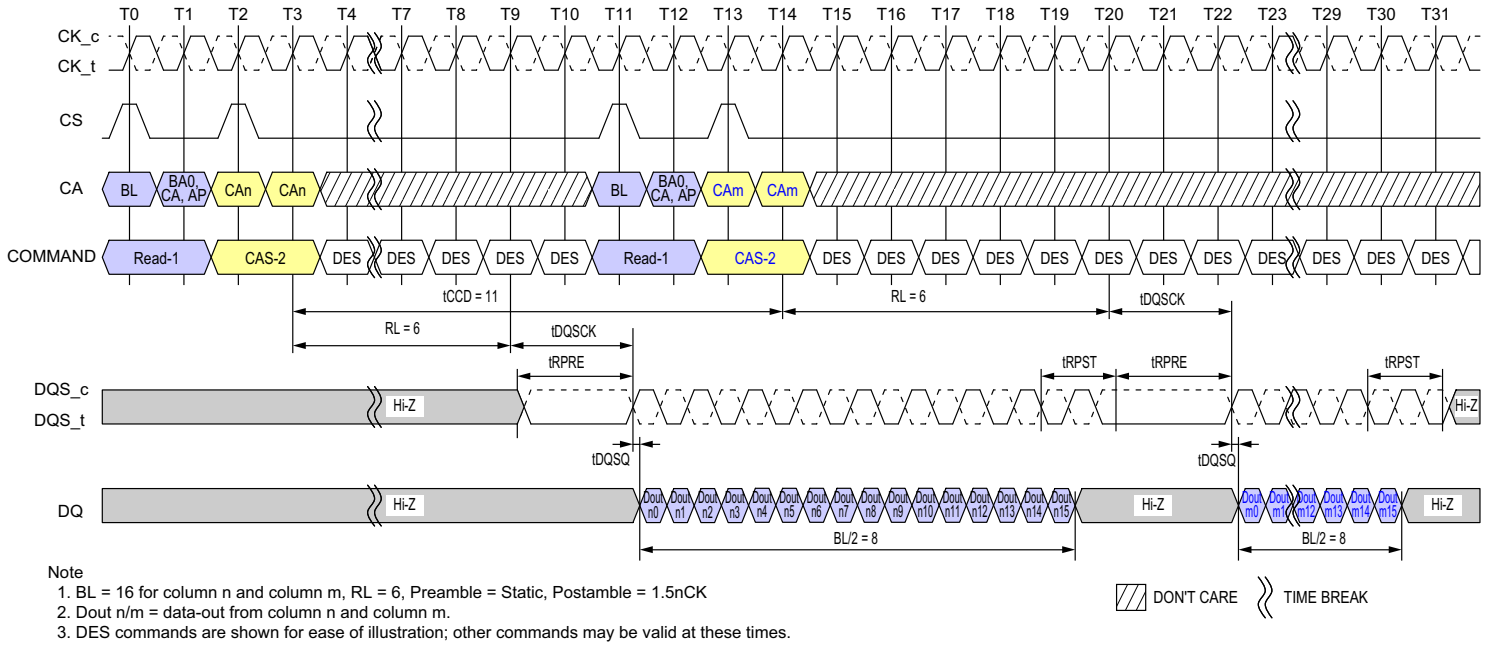 T0 T1 T2 T3 T4 T7 T8 T9 T10 T11 T12 T13 T14 T15 T16 T17 T18 T19 T20 T21 T22 T23 T29 T30 T31
CK_c
CK_t
CS
CA BL BA0, CA, AP CAn CAn BL BA0, CA, AP CAm CAm
COMMAND Read-1 CAS-2 DES DES DES DES DES Read-1 CAS-2 DES DES DES DES DES DES DES DES DES DES DES DES
tCCD = 11 RL = 6 tDQSCK
RL = 6 tDQSCK
tRPRE tRPST tRPRE tRPST
DQS_c
DQS_t Hi-Z Hi-Z
tDQSQ tDQSQ
DQ Hi-Z Dout n0 Dout n1 Dout n2 Dout n3 Dout n4 Dout n5 Dout n6 Dout n7 Dout n8 Dout n9 Dout n10 Dout n11 Dout n12 Dout n13 Dout n14 Dout n15 Hi-Z Dout m0 Dout m1 Dout m12 Dout m13 Dout m14 Dout m15 Hi-Z
BL/2 = 8 BL/2 = 8
Note
1. BL = 16 for column n and column m, RL = 6, Preamble = Static, Postamble = 1.5nCK
2. Dout n/m = data-out from column n and column m.
3. DES commands are shown for ease of illustration; other commands may be valid at these times.
DON'T CARE TIME BREAK